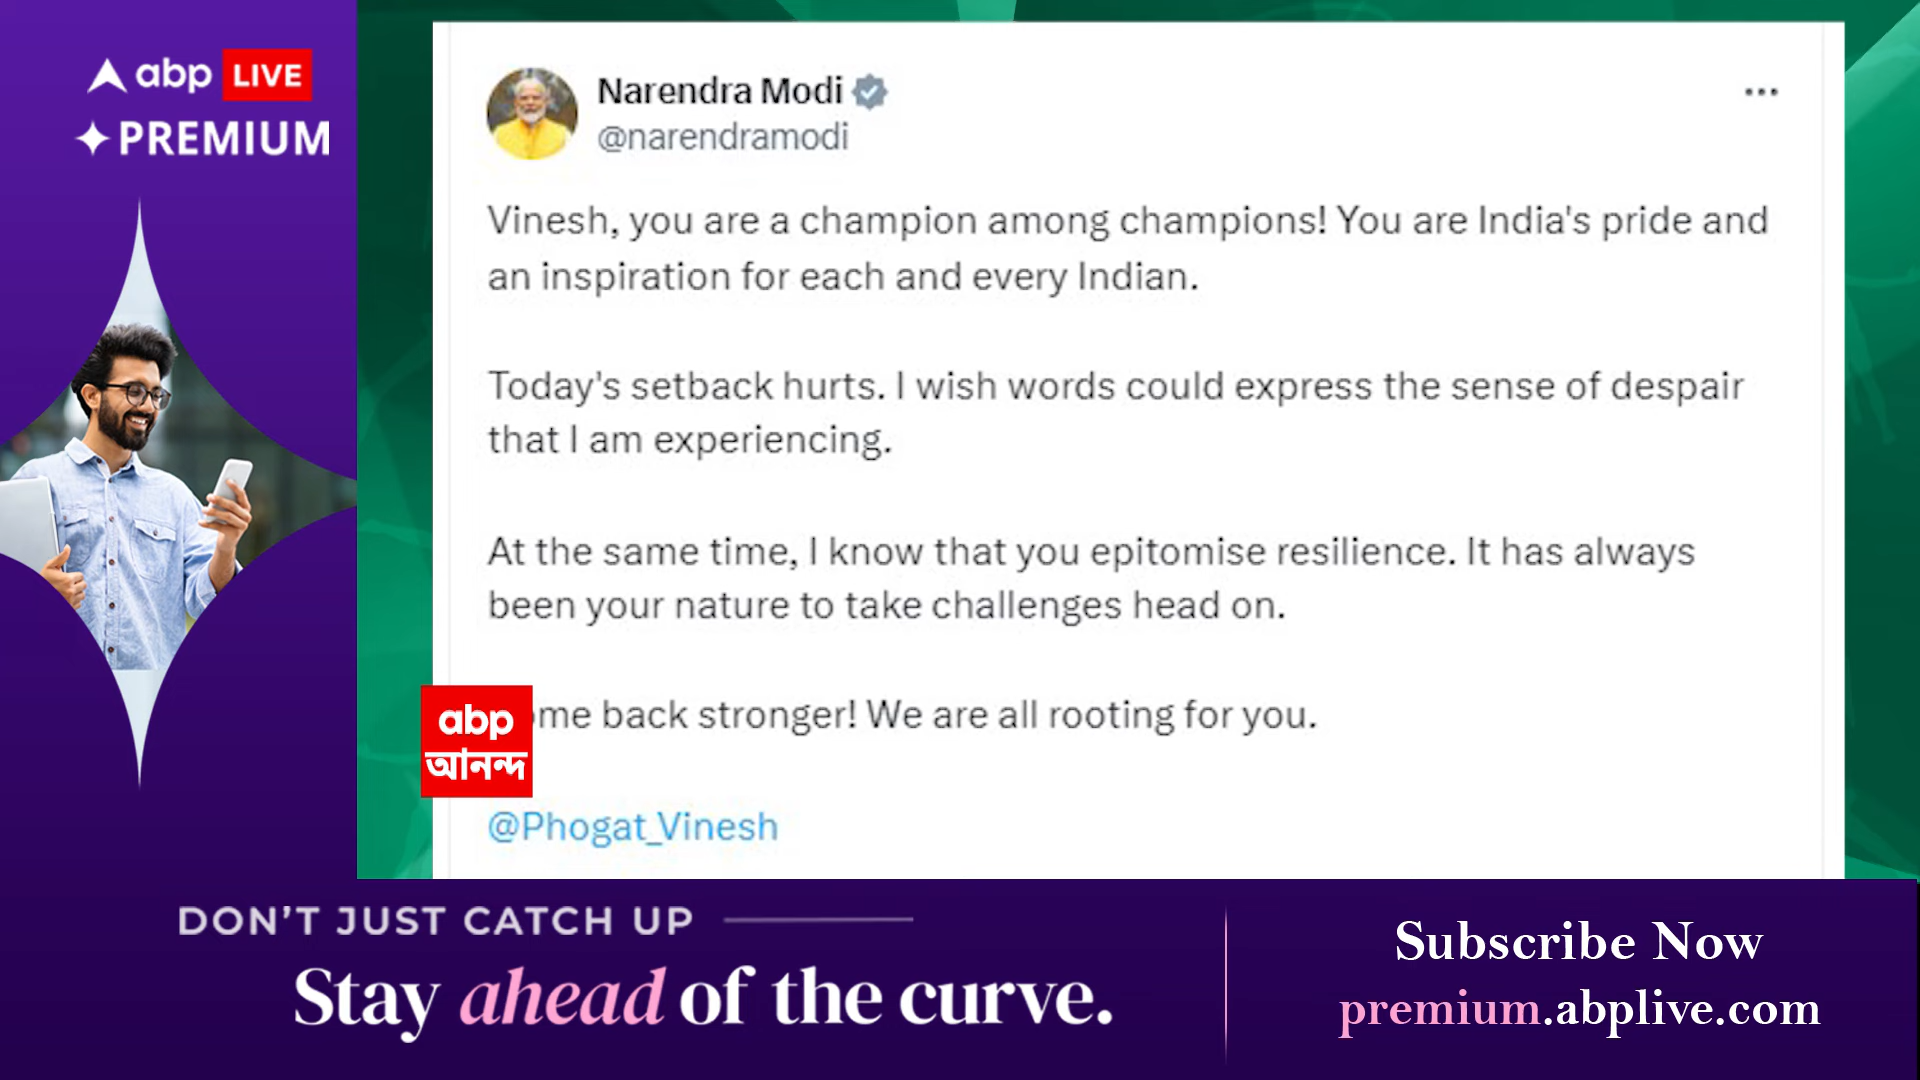 abp LIVE
PREMIUM
Narendra Modi
@narendramodi
Vinesh, you are a champion among champions! You are India's pride and
an inspiration for each and every Indian.
Today's setback hurts. I wish words could express the sense of despair
that I am experiencing.
At the same time, I know that you epitomise resilience. It has always
been your nature to take challenges head on.
me back stronger! We are all rooting for you.
abp
আনন্দ
@Phogat_Vinesh
DON'T JUST CATCH UP
Stay ahead of the curve.
Subscribe Now
premium.abplive.com